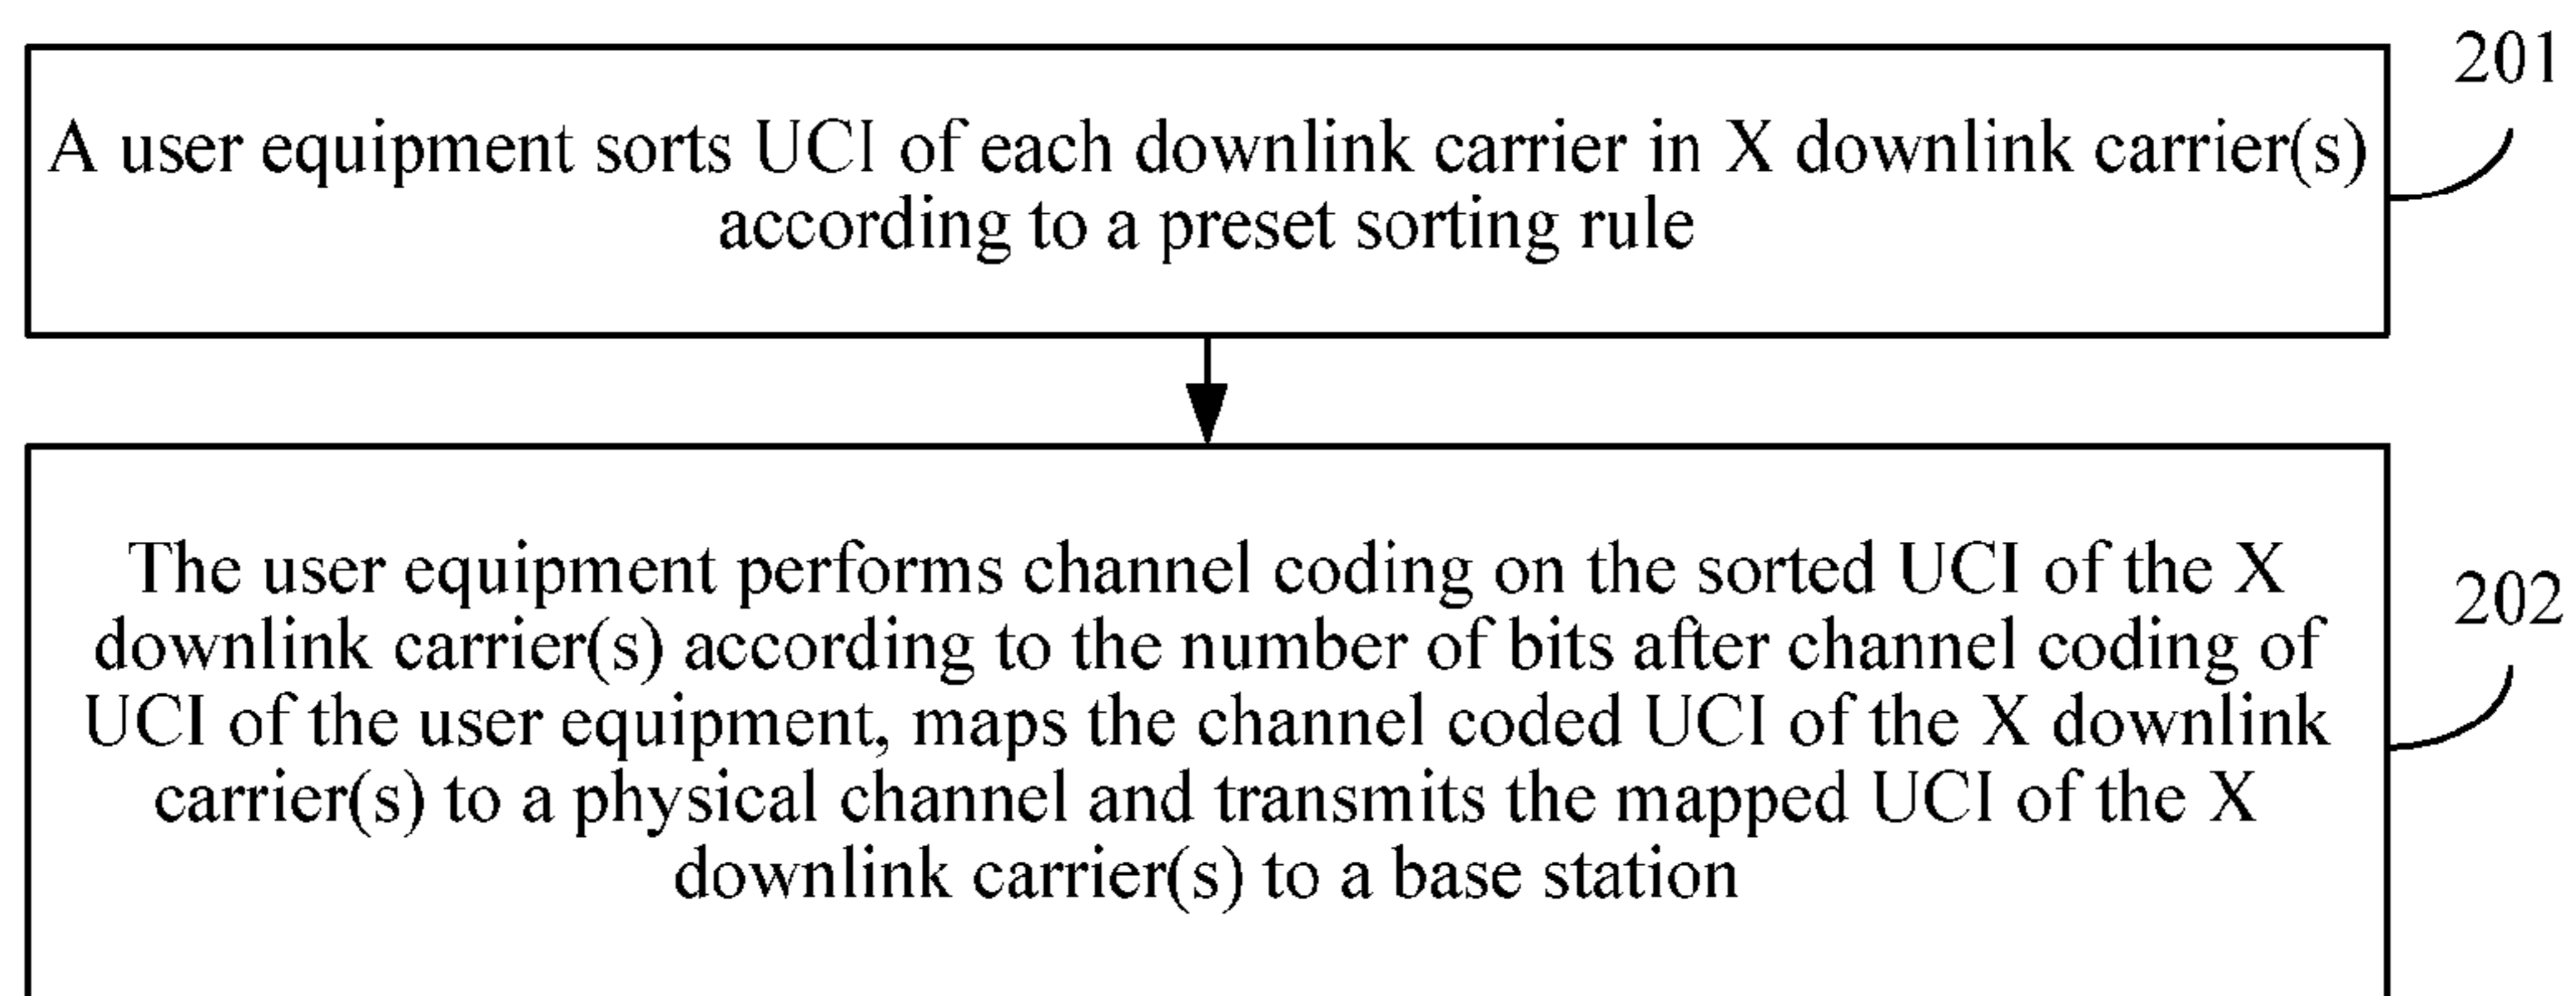 201
A user equipment sorts UCI of each downlink carrier in X downlink carrier(s)
according to a preset sorting rule
The user equipment performs channel coding on the sorted UCI of the X
202
downlink carrier(s) according to the number of bits after channel coding of
UCI of the user equipment, maps the channel coded UCI of the X downlink
carrier(s) to a physical channel and transmits the mapped UCI of the X
downlink carrier(s) to a base station